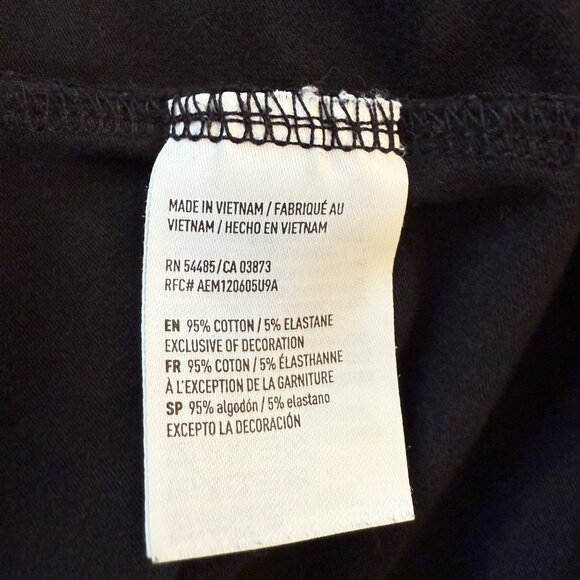 MADE IN VIETNAM / FABRIQUÉ AU
VIETNAM / HECHO EN VIETNAM
RN 54485/CA 03873
RFC# AEM120605U9A
EN 95% COTTON / 5% ELASTANE
EXCLUSIVE OF DECORATION
FR 95% COTON / 5% ÉLASTHANNE
À L'EXCEPTION DE LA GARNITURE
SP 95% algodón / 5% elastano
EXCEPTO LA DECORACIÓN